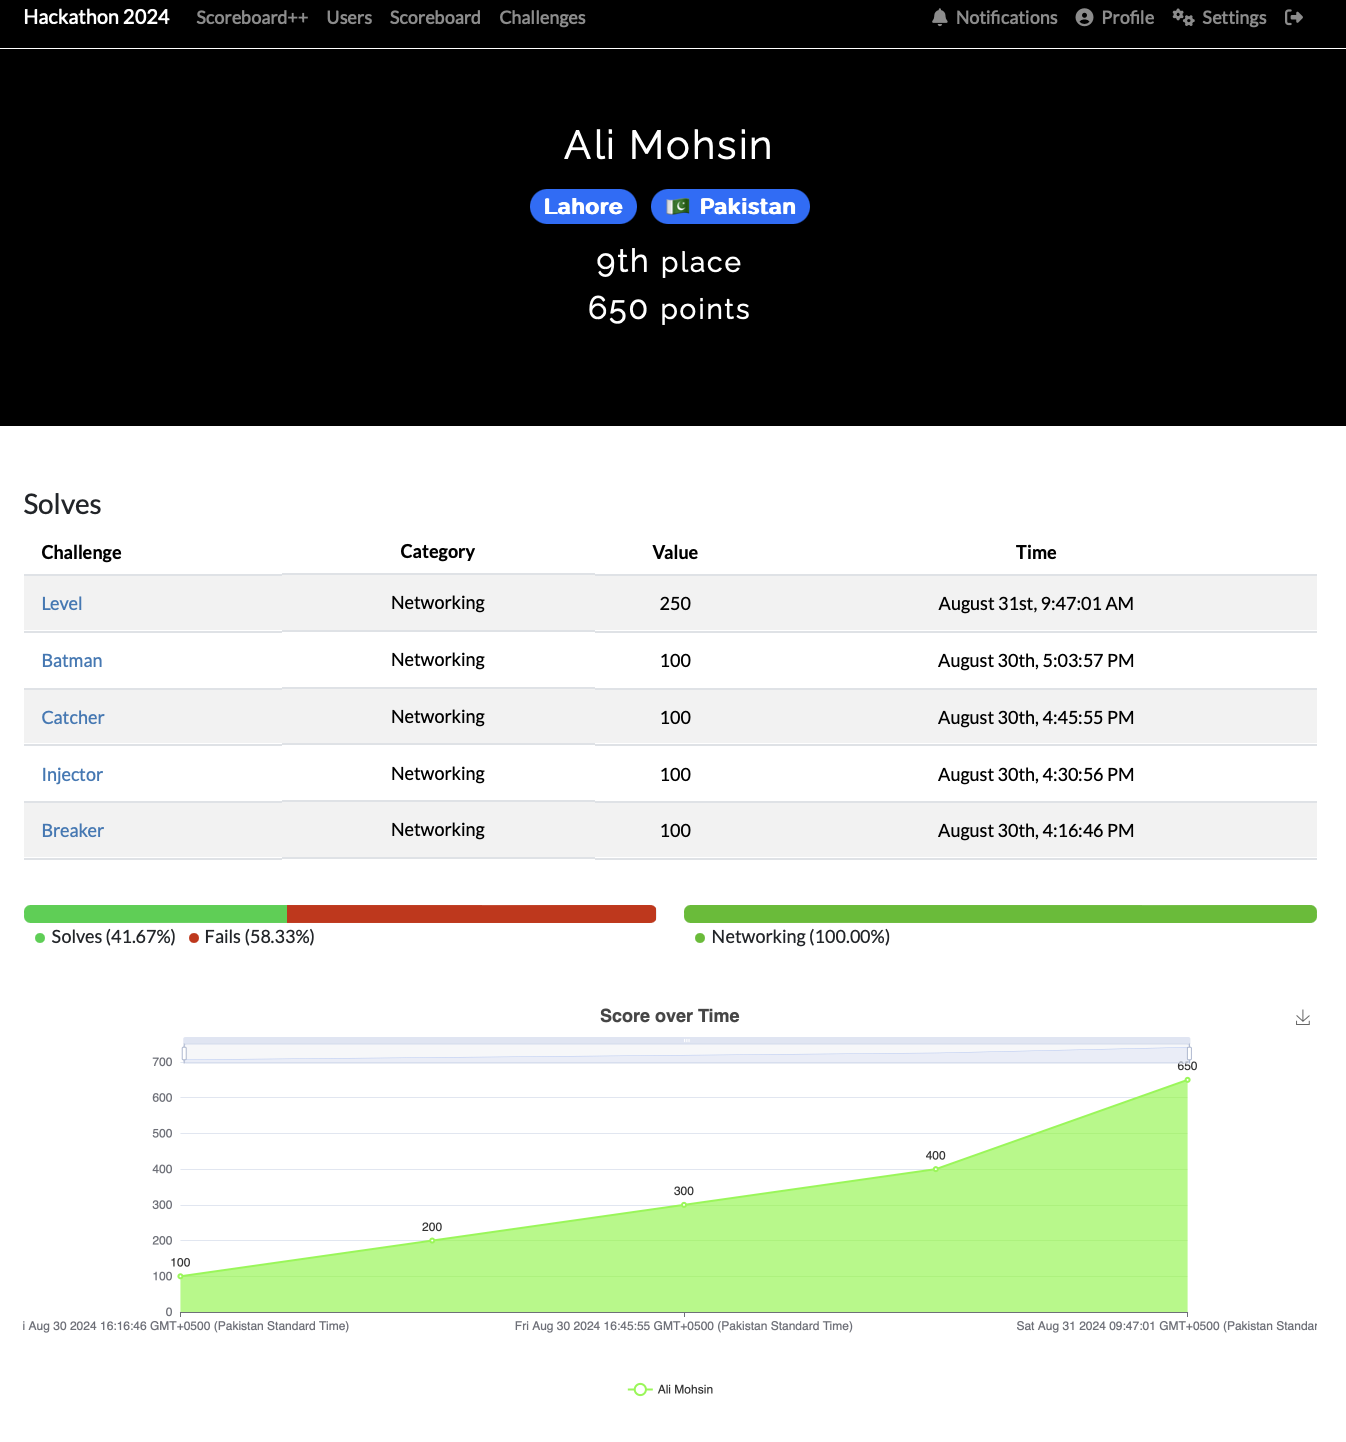 Hackathon 2024 Scoreboard++ Users Scoreboard Challenges Notifications Profile Settings
Ali Mohsin
Lahore Pakistan
9th place
650 points
Solves
Challenge Category Value Time
Level Networking 250 August 31st, 9:47:01 AM
Batman Networking 100 August 30th, 5:03:57 PM
Catcher Networking 100 August 30th, 4:45:55 PM
Injector Networking 100 August 30th, 4:30:56 PM
Breaker Networking 100 August 30th, 4:16:46 PM
Solves (41.67%) Fails (58.33%) Networking (100.00%)
Score over Time
700
650
600
500
400
400
300
300
200
200
100
100
0
i Aug 30 2024 16:16:46 GMT+0500 (Pakistan Standard Time) Fri Aug 30 2024 16:45:55 GMT+0500 (Pakistan Standard Time) Sat Aug 31 2024 09:47:01 GMT+0500 (Pakistan Standar
Ali Mohsin